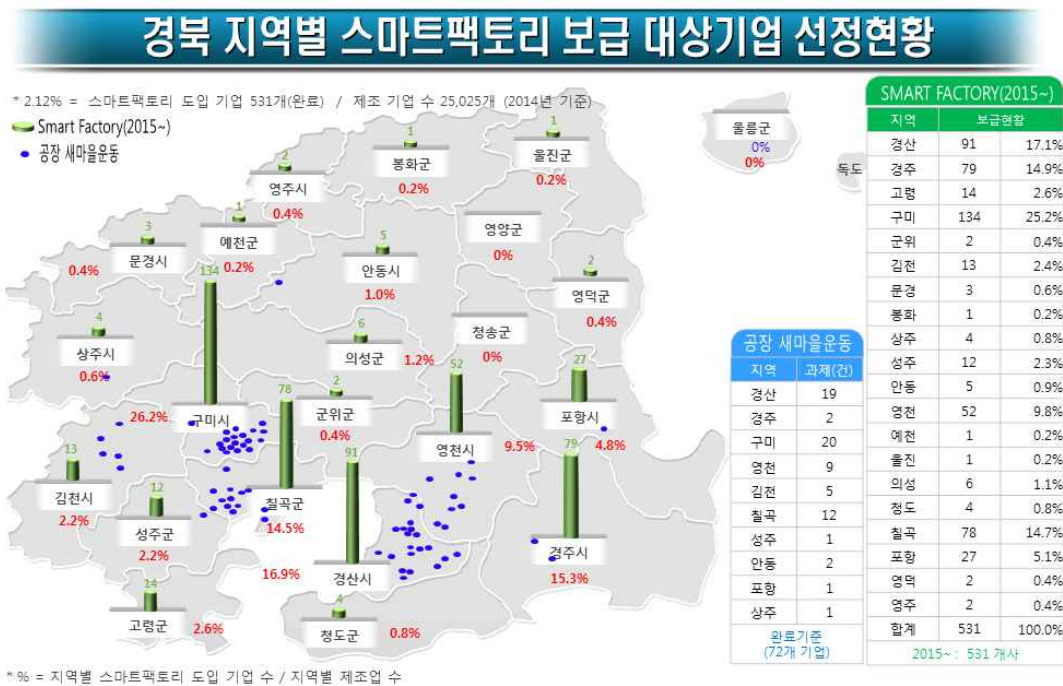 경북 지역별 스마트팩토리 보급 대상기업 선정현황
* 2.12% = 스마트팩토리 도입 기업 531개(완료) / 제조 기업 수 25,025개 (2014년 기준)
Smart Factory(2015~)
공장 새마을운동
울릉군
0%
0%
독도
1
봉화군
0.2%
1
울진군
0.2%
2
영주시
0.4%
1
예천군
0.2%
3
문경시
0.4%
5
안동시
1.0%
영양군
0%
2
영덕군
0.4%
4
상주시
0.6%
134
구미시
26.2%
6
의성군
1.2%
청송군
0%
2
군위군
0.4%
78
칠곡군
14.5%
52
영천시
9.5%
27
포항시
4.8%
13
김천시
2.2%
12
성주군
2.2%
91
경산시
16.9%
79
경주시
15.3%
14
고령군
2.6%
4
청도군
0.8%
* % = 지역별 스마트팩토리 도입 기업 수 / 지역별 제조업 수
공장 새마을운동
지역 과제(건)
경산 19
경주 2
구미 20
영천 9
김천 5
칠곡 12
성주 1
안동 2
포항 1
상주 1
완료기준
(72개 기업)
SMART FACTORY(2015~)
지역 보급현황
경산 91 17.1%
경주 79 14.9%
고령 14 2.6%
구미 134 25.2%
군위 2 0.4%
김천 13 2.4%
문경 3 0.6%
봉화 1 0.2%
상주 4 0.8%
성주 12 2.3%
안동 5 0.9%
영천 52 9.8%
예천 1 0.2%
울진 1 0.2%
의성 6 1.1%
청도 4 0.8%
칠곡 78 14.7%
포항 27 5.1%
영덕 2 0.4%
영주 2 0.4%
합계 531 100.0%
2015~ : 531 개사